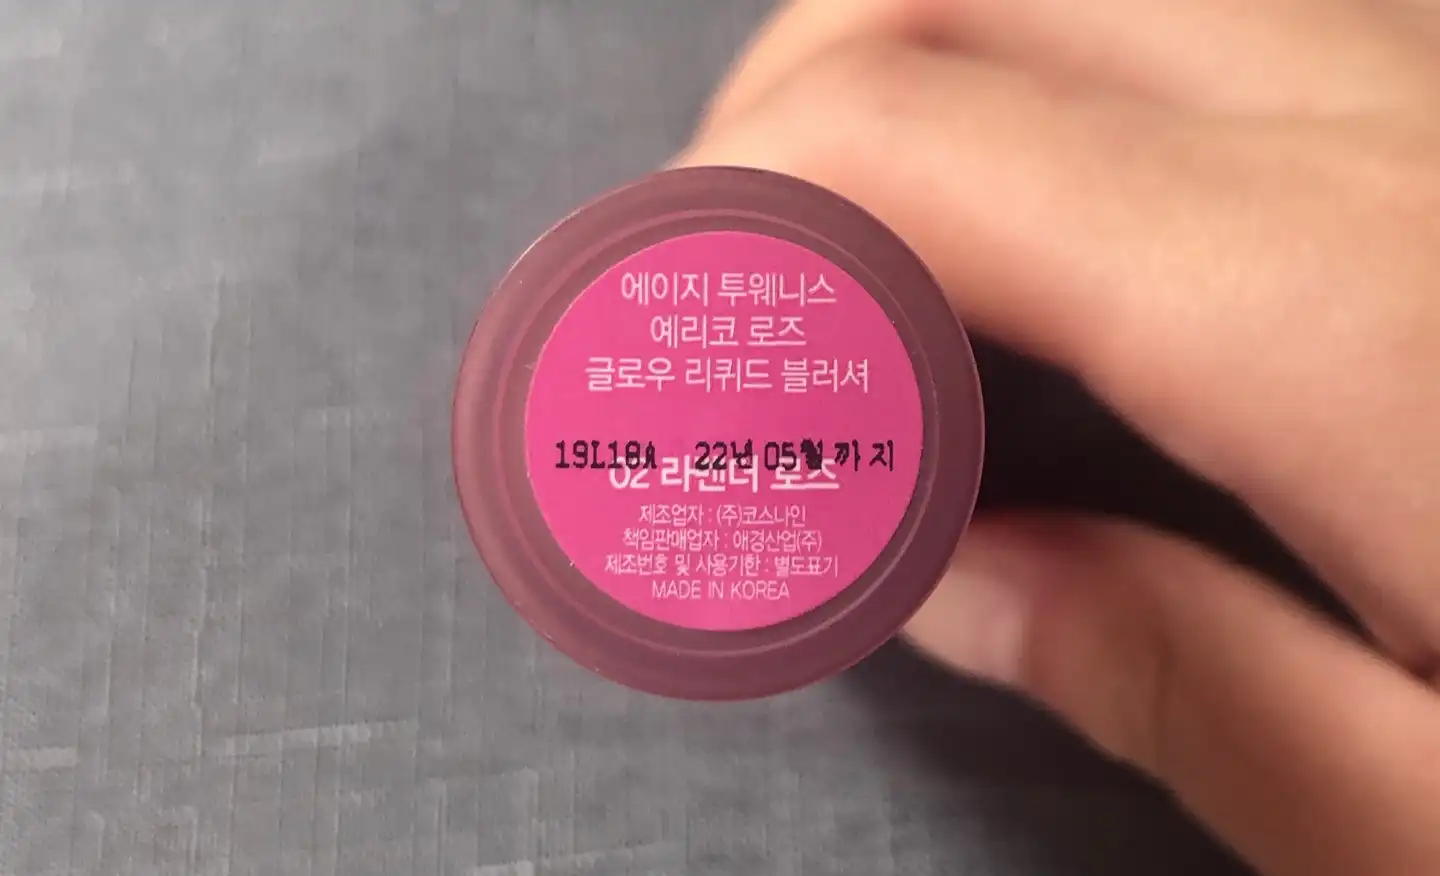 에이지 투웨니스
예리코 로즈
글로우 리퀴드 블러셔
19L18A 22년 05월까지
02 라벤더 로즈
제조업자 : (주)코스나인
책임판매업자 : 애경산업(주)
제조번호 및 사용기한 : 별도표기
MADE IN KOREA